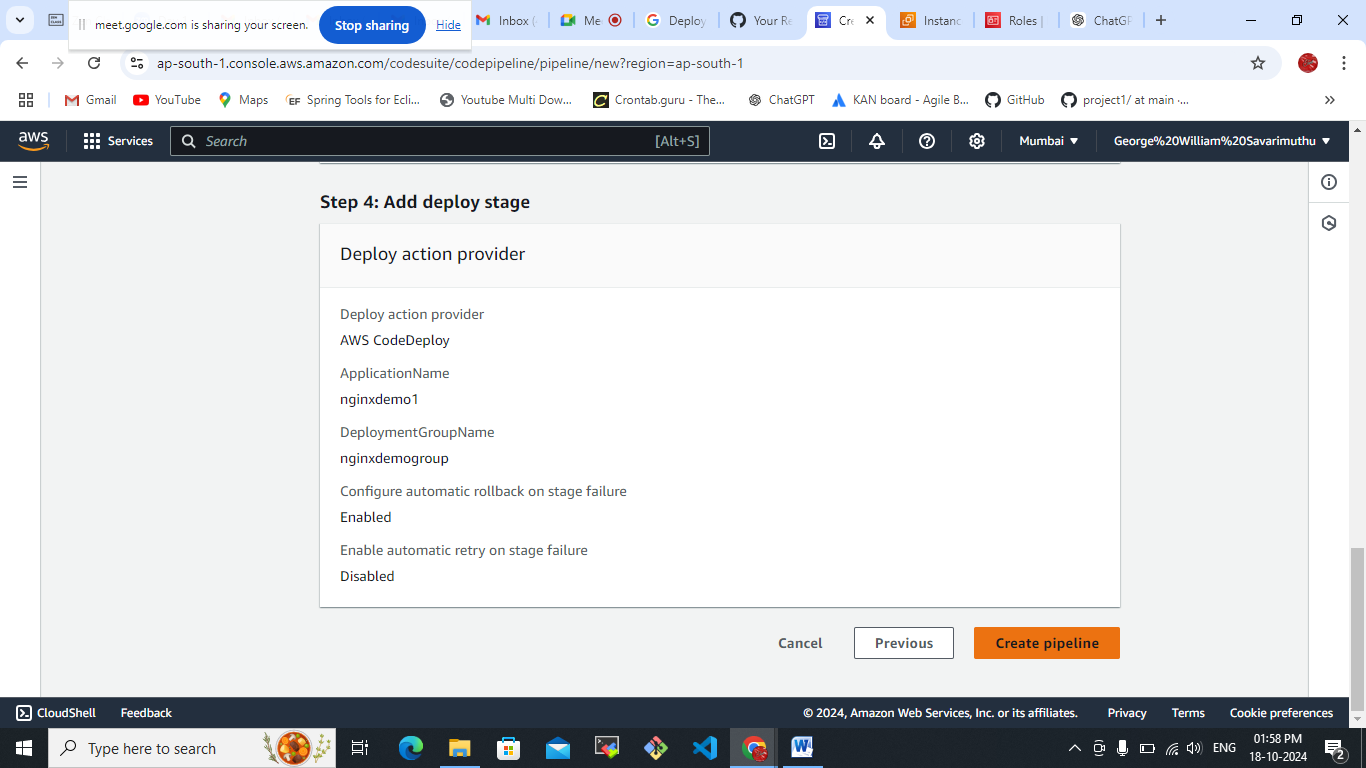 meet.google.com is sharing your screen.
Stop sharing
Hide
Inbox (
Me
Deploy
Your Re
Cre
Instanc
Roles |
ChatGP
ap-south-1.console.aws.amazon.com/codesuite/codepipeline/pipeline/new?region=ap-south-1
Gmail
YouTube
Maps
EF Spring Tools for Ecli...
Youtube Multi Dow...
Crontab.guru - The...
ChatGPT
KAN board - Agile B...
GitHub
project1/ at main ·...
aws
Services
Search
[Alt+S]
Mumbai
George%20William%20Savarimuthu
Step 4: Add deploy stage
Deploy action provider
Deploy action provider
AWS CodeDeploy
ApplicationName
nginxdemo1
DeploymentGroupName
nginxdemogroup
Configure automatic rollback on stage failure
Enabled
Enable automatic retry on stage failure
Disabled
Cancel
Previous
Create pipeline
CloudShell
Feedback
© 2024, Amazon Web Services, Inc. or its affiliates.
Privacy
Terms
Cookie preferences
Type here to search
ENG
01:58 PM
18-10-2024
2